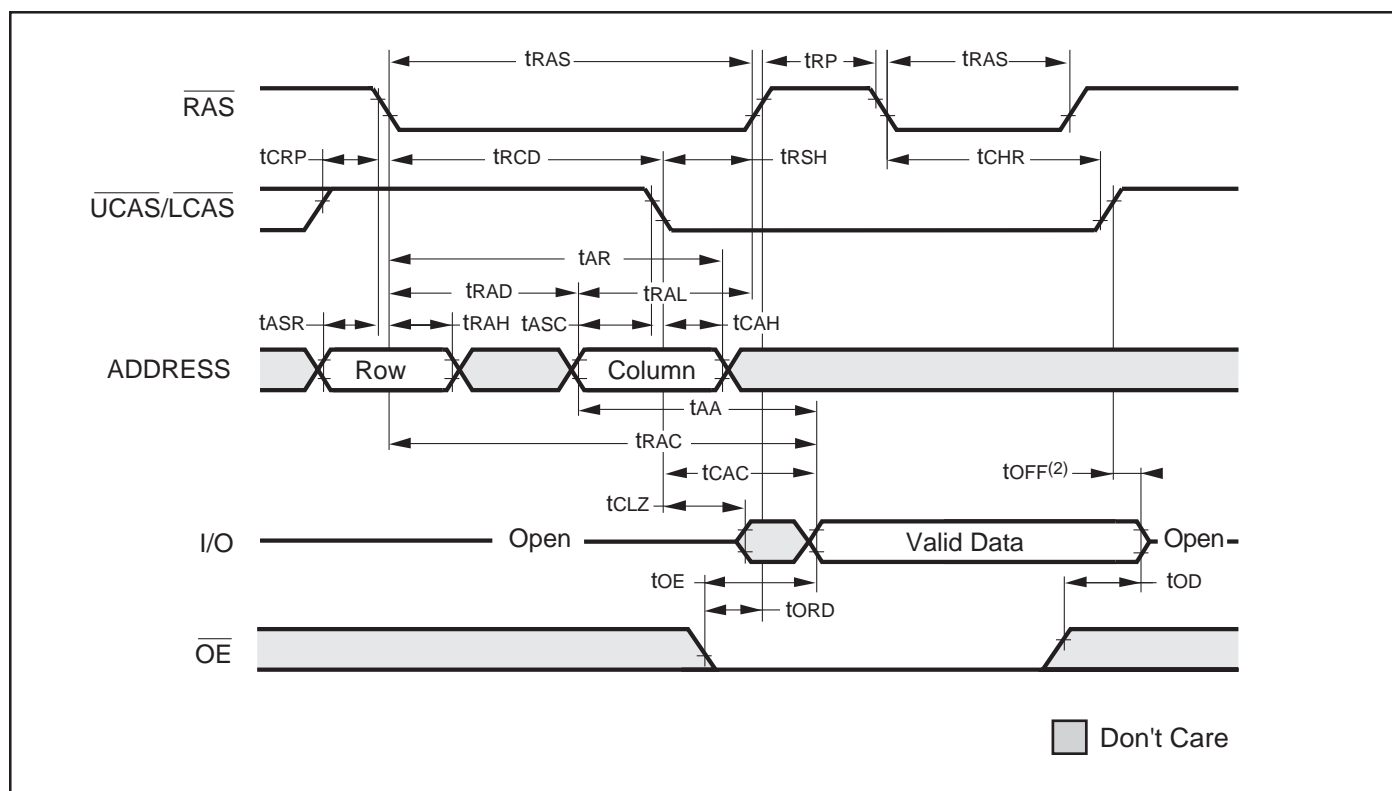 tRAS tRP tRAS
RAS
tCRP tRCD tRSH tCHR
UCAS/LCAS
tAR
tRAD tRAL
tASR tRAH tASC tCAH
ADDRESS Row Column
tAA
tRAC
tCAC tOFF(2)
tCLZ
I/O Open Valid Data Open
tOE tOD
tORD
OE
Don't Care